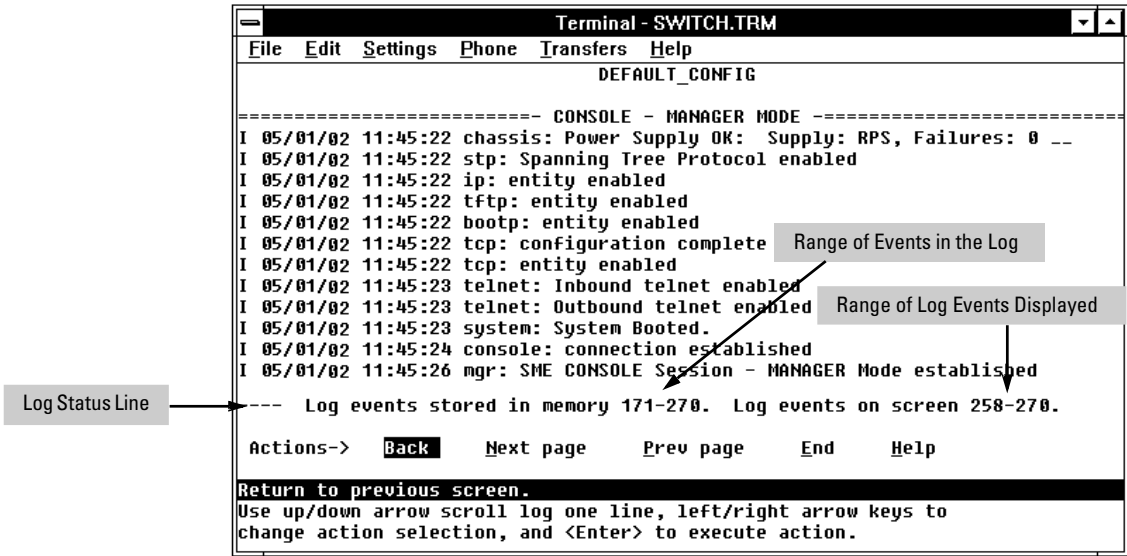 Terminal - SWITCH.TRM
File Edit Settings Phone Transfers Help
DEFAULT_CONFIG
===========================- CONSOLE - MANAGER MODE -============================
I 05/01/02 11:45:22 chassis: Power Supply OK: Supply: RPS, Failures: 0 __
I 05/01/02 11:45:22 stp: Spanning Tree Protocol enabled
I 05/01/02 11:45:22 ip: entity enabled
I 05/01/02 11:45:22 tftp: entity enabled
I 05/01/02 11:45:22 bootp: entity enabled
I 05/01/02 11:45:22 tcp: configuration complete
Range of Events in the Log
I 05/01/02 11:45:22 tcp: entity enabled
I 05/01/02 11:45:23 telnet: Inbound telnet enabled
I 05/01/02 11:45:23 telnet: Outbound telnet enabled
Range of Log Events Displayed
I 05/01/02 11:45:23 system: System Booted.
I 05/01/02 11:45:24 console: connection established
I 05/01/02 11:45:26 mgr: SME CONSOLE Session - MANAGER Mode established
Log Status Line
---- Log events stored in memory 171-270. Log events on screen 258-270.
Actions-> Back Next page Prev page End Help
Return to previous screen.
Use up/down arrow scroll log one line, left/right arrow keys to
change action selection, and <Enter> to execute action.